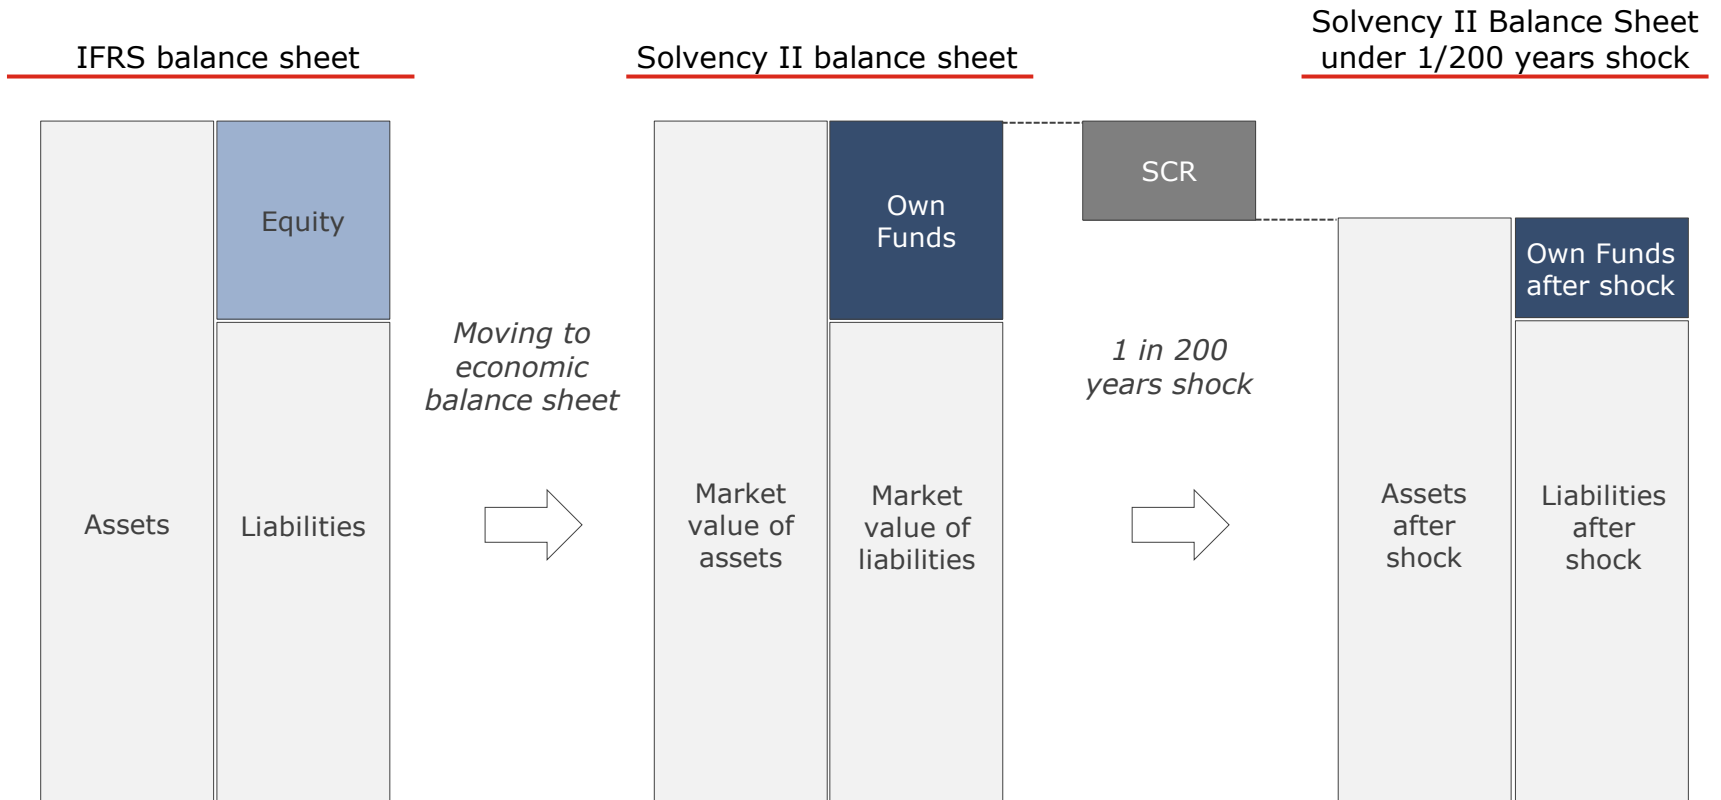 IFRS balance sheet
Solvency II balance sheet
Solvency II Balance Sheet
under 1/200 years shock
Equity
Own
Funds
SCR
Own Funds
after shock
Moving to
economic
balance sheet
1 in 200
years shock
Assets
Liabilities
Market
value of
assets
Market
value of
liabilities
Assets
after
shock
Liabilities
after
shock